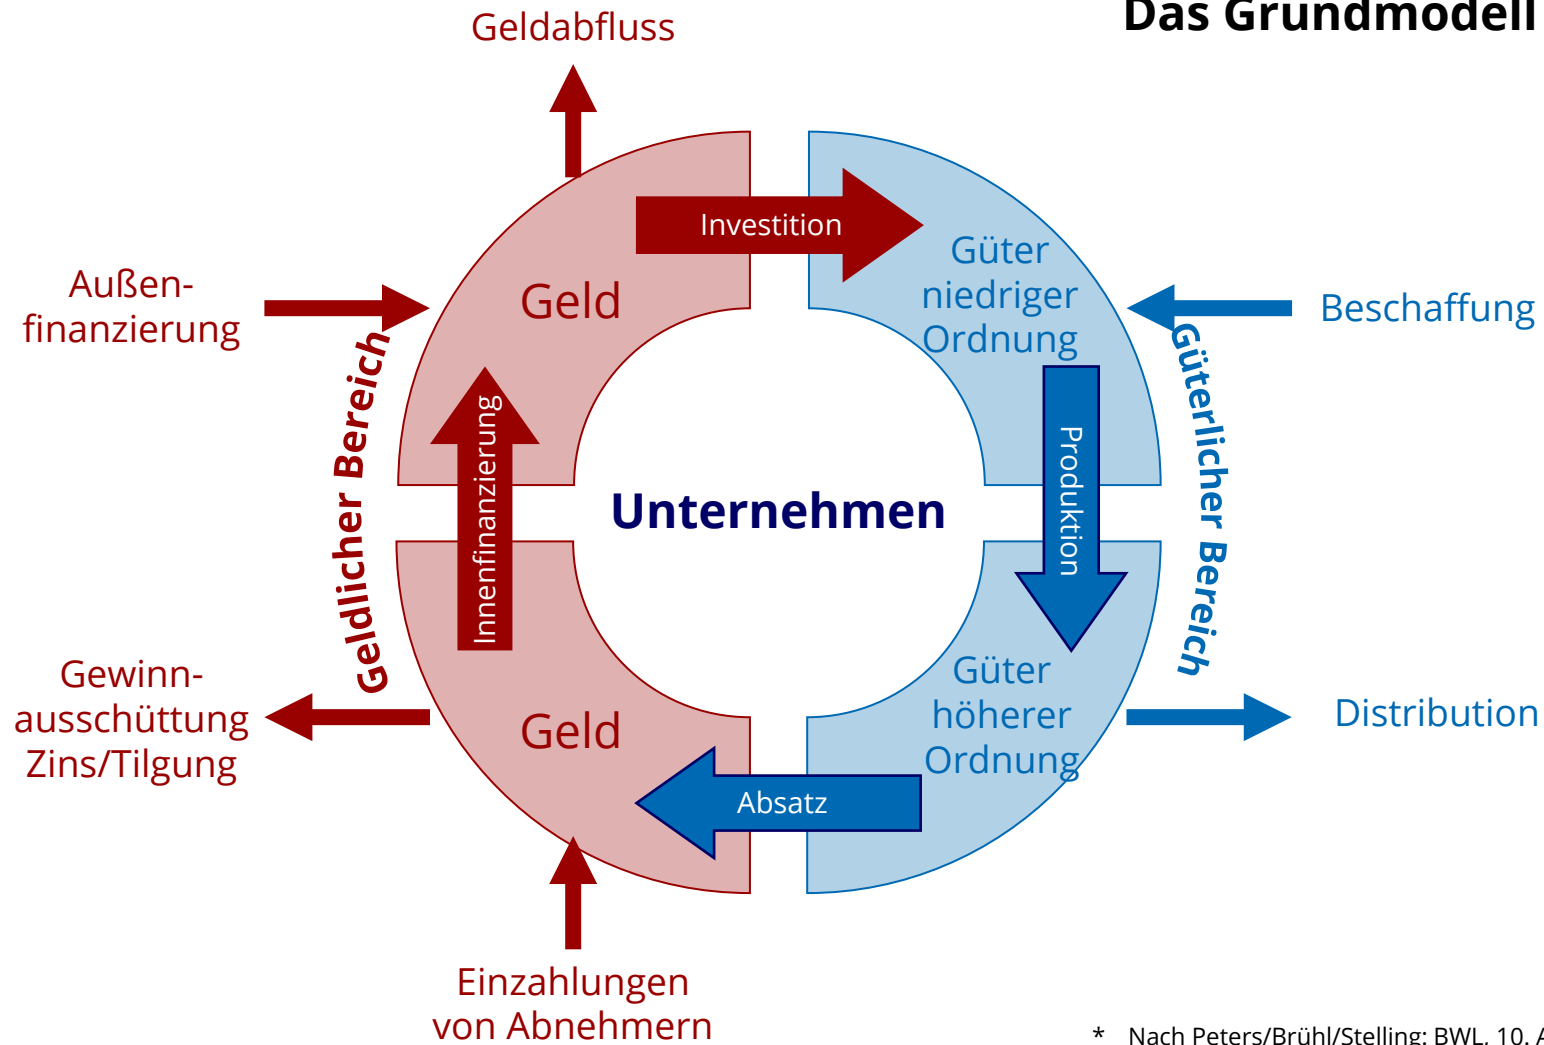 Das Grundmodell
Geldabfluss
Investition
Geld
Güter
niedriger
Ordnung
Außen-
finanzierung
Beschaffung
Geldlicher Bereich
Innenfinanzierung
Unternehmen
Produktion
Güterlicher Bereich
Gewinn-
ausschüttung
Zins/Tilgung
Geld
Güter
höherer
Ordnung
Distribution
Absatz
Einzahlungen
von Abnehmern
* Nach Peters/Brühl/Stelling: BWL, 10. A